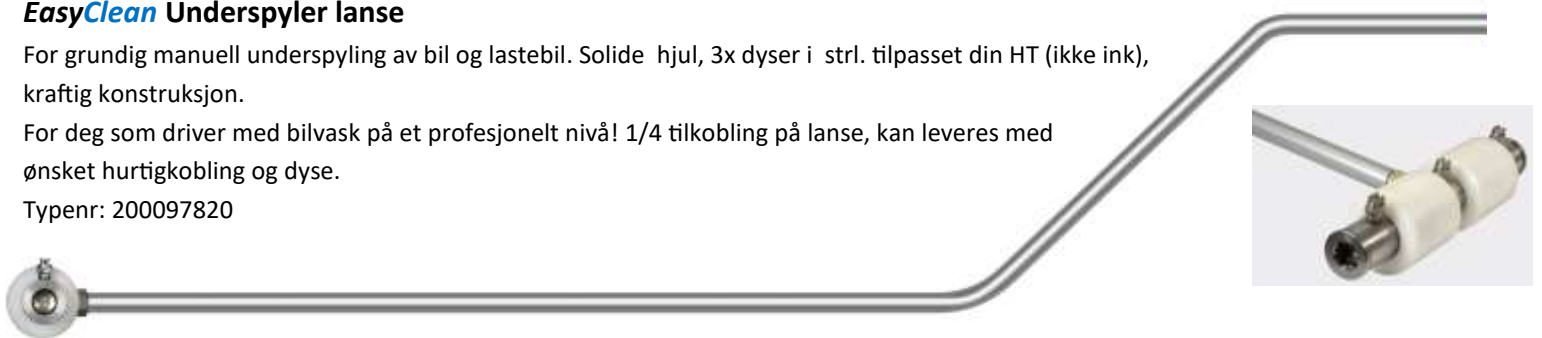 EasyClean Underspyler lanse
For grundig manuell underspyling av bil og lastebil. Solide  hjul, 3x dyser i  strl. tilpasset din HT (ikke ink),
kraftig konstruksjon.
For deg som driver med bilvask på et profesjonelt nivå! 1/4 tilkobling på lanse, kan leveres med
ønsket hurtigkobling og dyse.
Typenr: 200097820